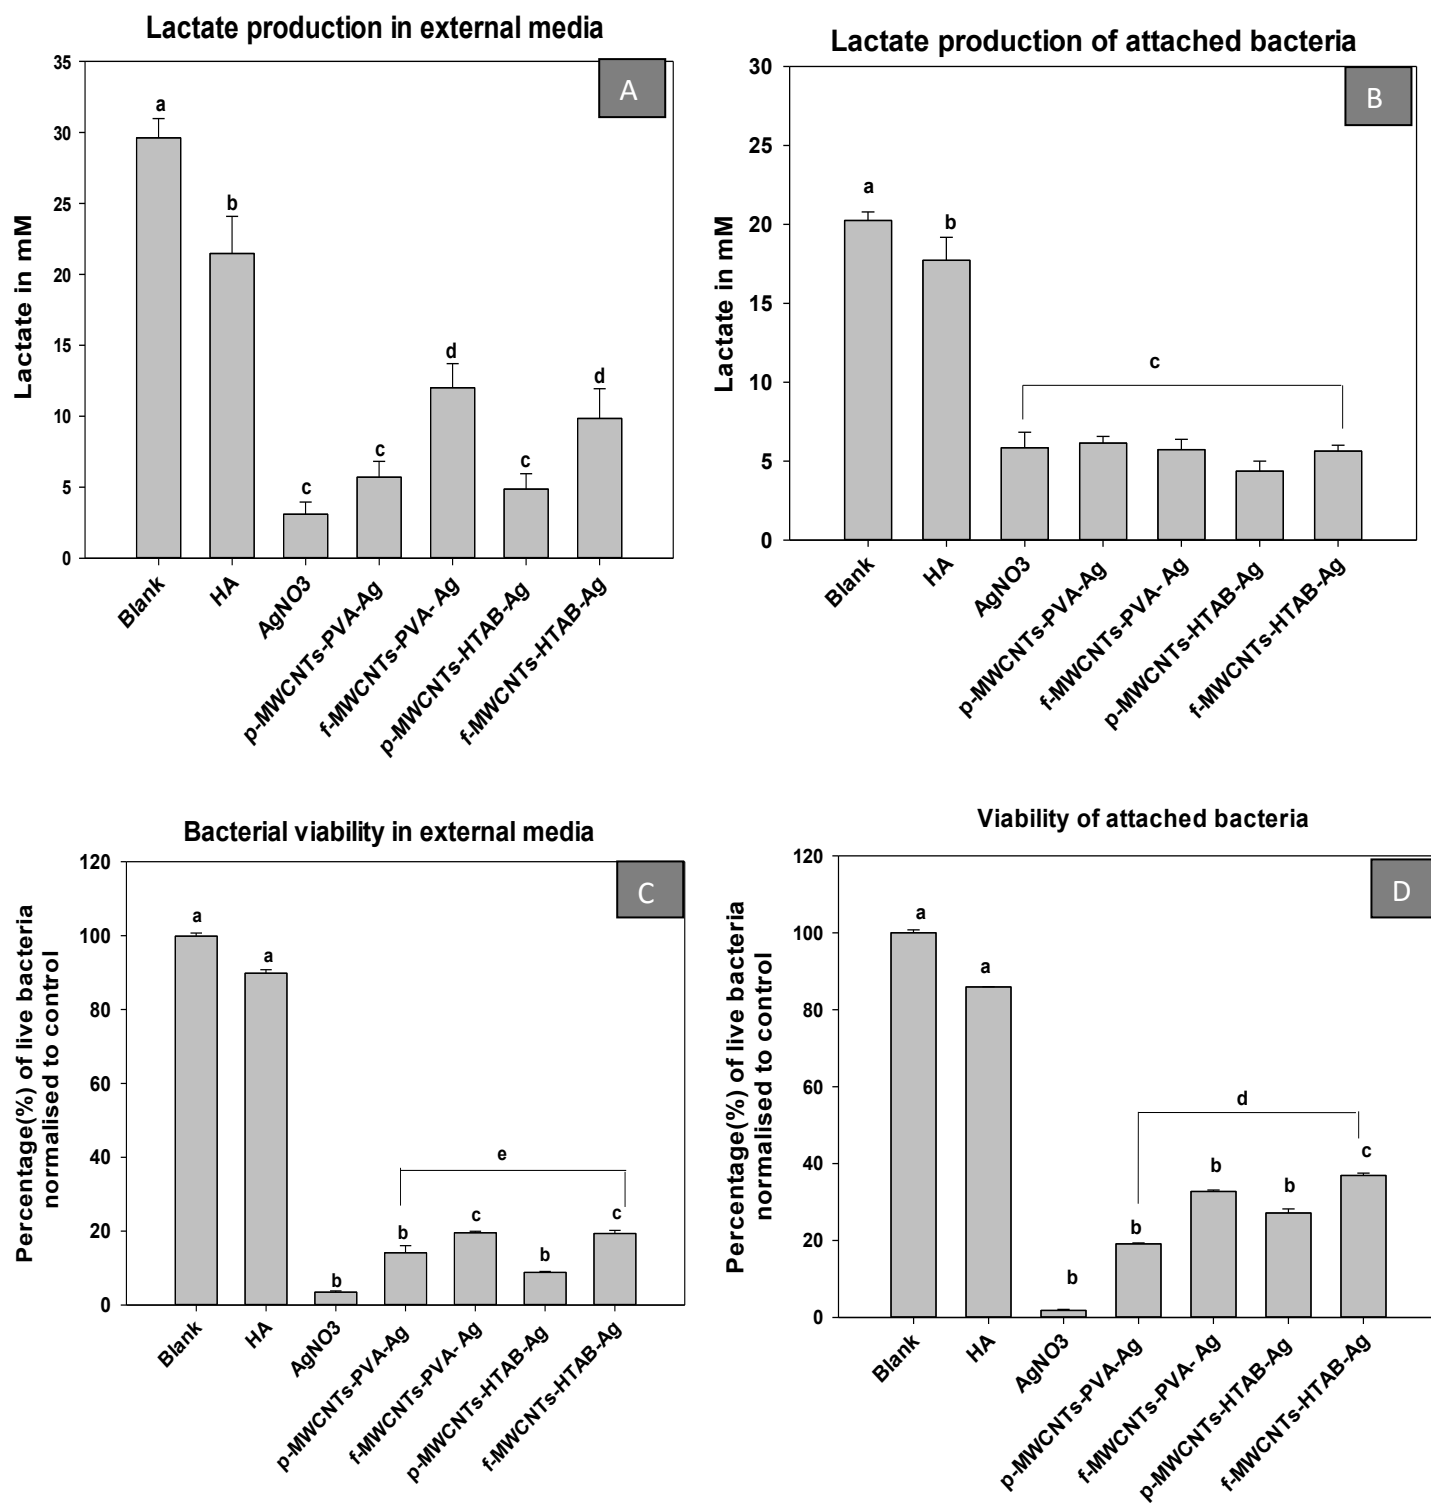 Lactate production in external media
A
Lactate in mM
35
30
25
20
15
10
5
0
a
b
c
c
d
c
d
Blank
HA
AgNO3
p-MWCNTs-PVA-Ag
f-MWCNTs-PVA- Ag
p-MWCNTs-HTAB-Ag
f-MWCNTs-HTAB-Ag
Lactate production of attached bacteria
B
Lactate in mM
30
25
20
15
10
5
0
a
b
c
Blank
HA
AgNO3
p-MWCNTs-PVA-Ag
f-MWCNTs-PVA- Ag
p-MWCNTs-HTAB-Ag
f-MWCNTs-HTAB-Ag
Bacterial viability in external media
C
Percentage(%) of live bacteria
normalised to control
120
100
80
60
40
20
0
a
a
b
e
b
c
b
c
Blank
HA
AgNO3
p-MWCNTs-PVA-Ag
f-MWCNTs-PVA- Ag
p-MWCNTs-HTAB-Ag
f-MWCNTs-HTAB-Ag
Viability of attached bacteria
D
Percentage(%) of live bacteria
normalised to control
120
100
80
60
40
20
0
a
a
b
d
b
b
b
c
Blank
HA
AgNO3
p-MWCNTs-PVA-Ag
f-MWCNTs-PVA- Ag
p-MWCNTs-HTAB-Ag
f-MWCNTs-HTAB-Ag